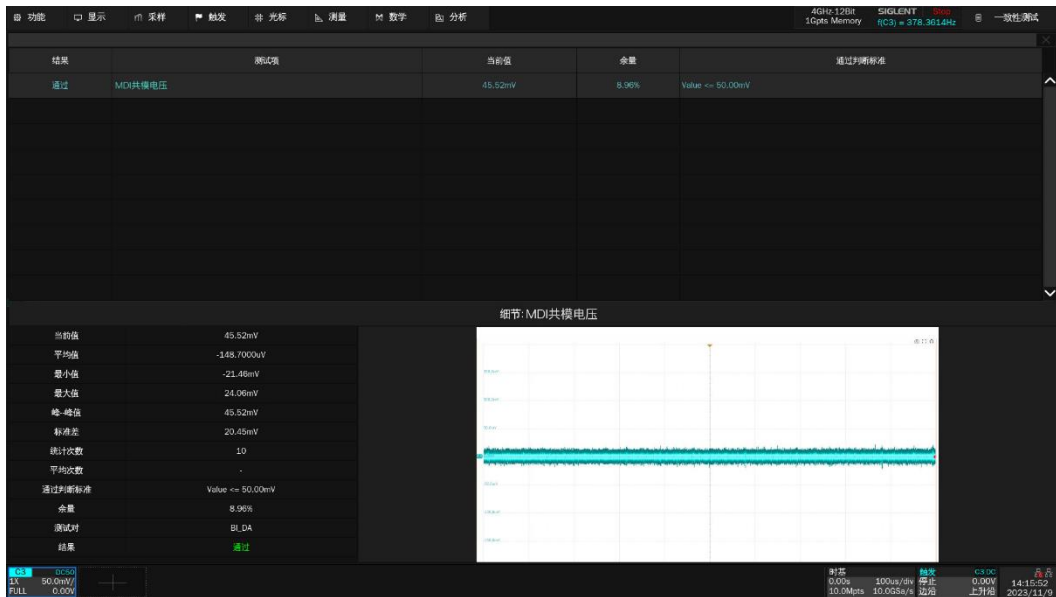 功能 显示 采样 触发 光标 测量 数学 分析 4GHz-12Bit SIGLENT Stop 一致性测试
1Gpts Memory f(C3) = 378.3614Hz
结果 测试项 当前值 余量 通过判断标准
通过 MDI共模电压 45.52mV 8.96% Value <= 50.00mV
细节: MDI共模电压
当前值 45.52mV
平均值 -148.7000uV
最小值 -21.46mV
最大值 24.06mV
峰-峰值 45.52mV
标准差 20.45mV
统计次数 10
平均次数 -
通过判断标准 Value <= 50.00mV
余量 8.96%
测试对 BI_DA
结果 通过
C3 DC50 时基 触发 C3 DC
1X 50.0mV/ 0.00s 100us/div 停止 0.00V 14:15:52
FULL 0.00V 10.0Mpts 10.0GSa/s 边沿 上升沿 2023/11/9